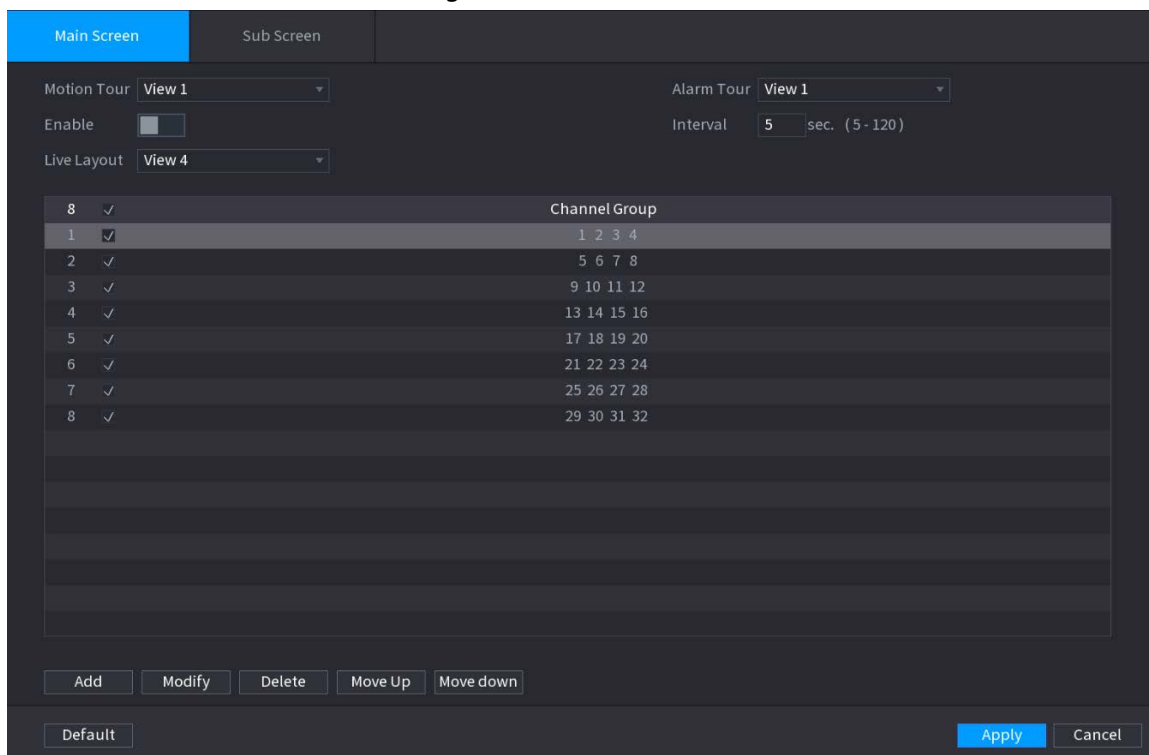 Main Screen Sub Screen
Motion Tour View 1 Alarm Tour View 1
Enable Interval 5 sec. (5-120)
Live Layout View 4
8 Channel Group
1 1 2 3 4
2 5 6 7 8
3 9 10 11 12
4 13 14 15 16
5 17 18 19 20
6 21 22 23 24
7 25 26 27 28
8 29 30 31 32
Add Modify Delete Move Up Move down
Default Apply Cancel